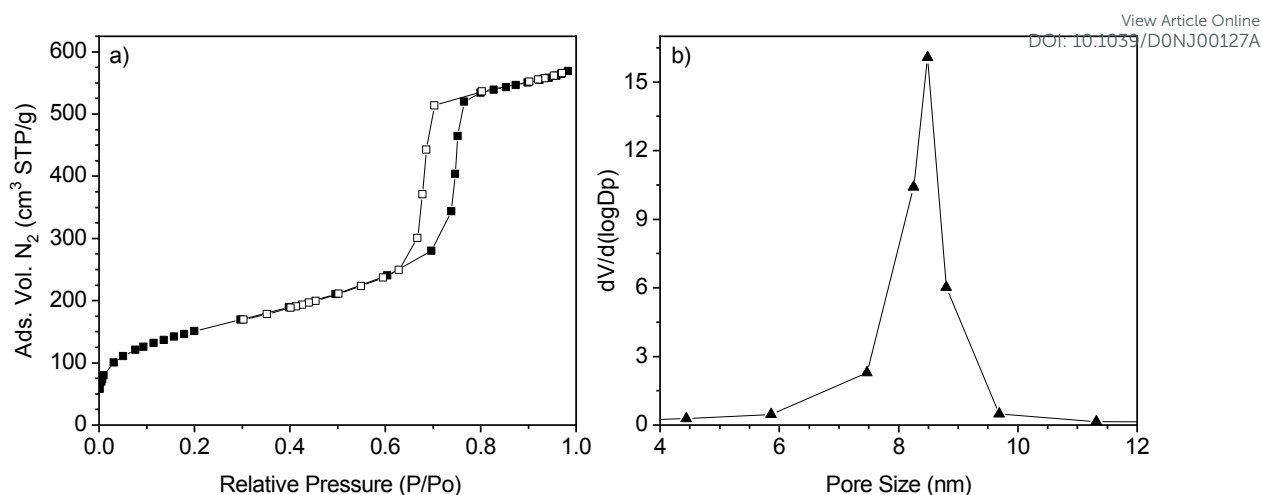 View Article Online
DOI: 10.1039/D0NJ00127A
a)
600
500
400
300
200
100
0
0.0 0.2 0.4 0.6 0.8 1.0
Ads. Vol. N₂ (cm³ STP/g)
Relative Pressure (P/Po)
b)
15
12
9
6
3
0
4 6 8 10 12
dV/d(logDp)
Pore Size (nm)